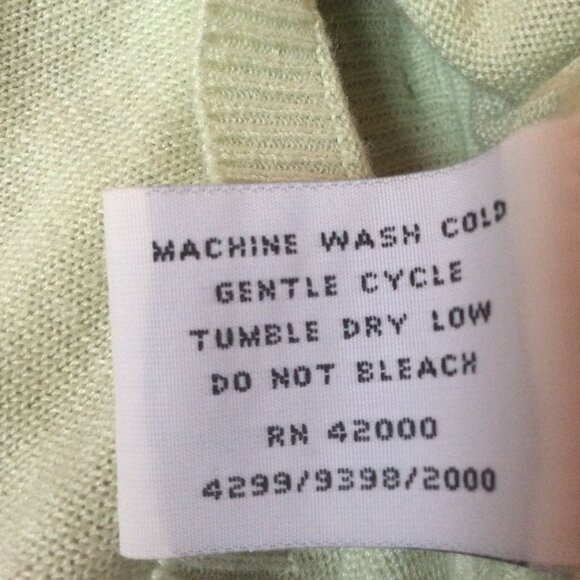 MACHINE WASH COLD
GENTLE CYCLE
TUMBLE DRY LOW
DO NOT BLEACH
RN 42000
4299/9398/2000